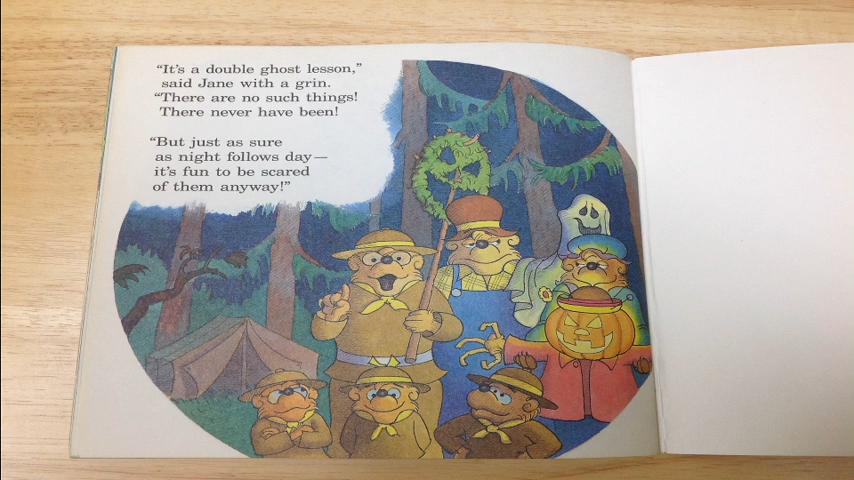 “It's a double ghost lesson,”
said Jane with a grin.
“There are no such things!
There never have been!
“But just as sure
as night follows day—
it's fun to be scared
of them anyway!”